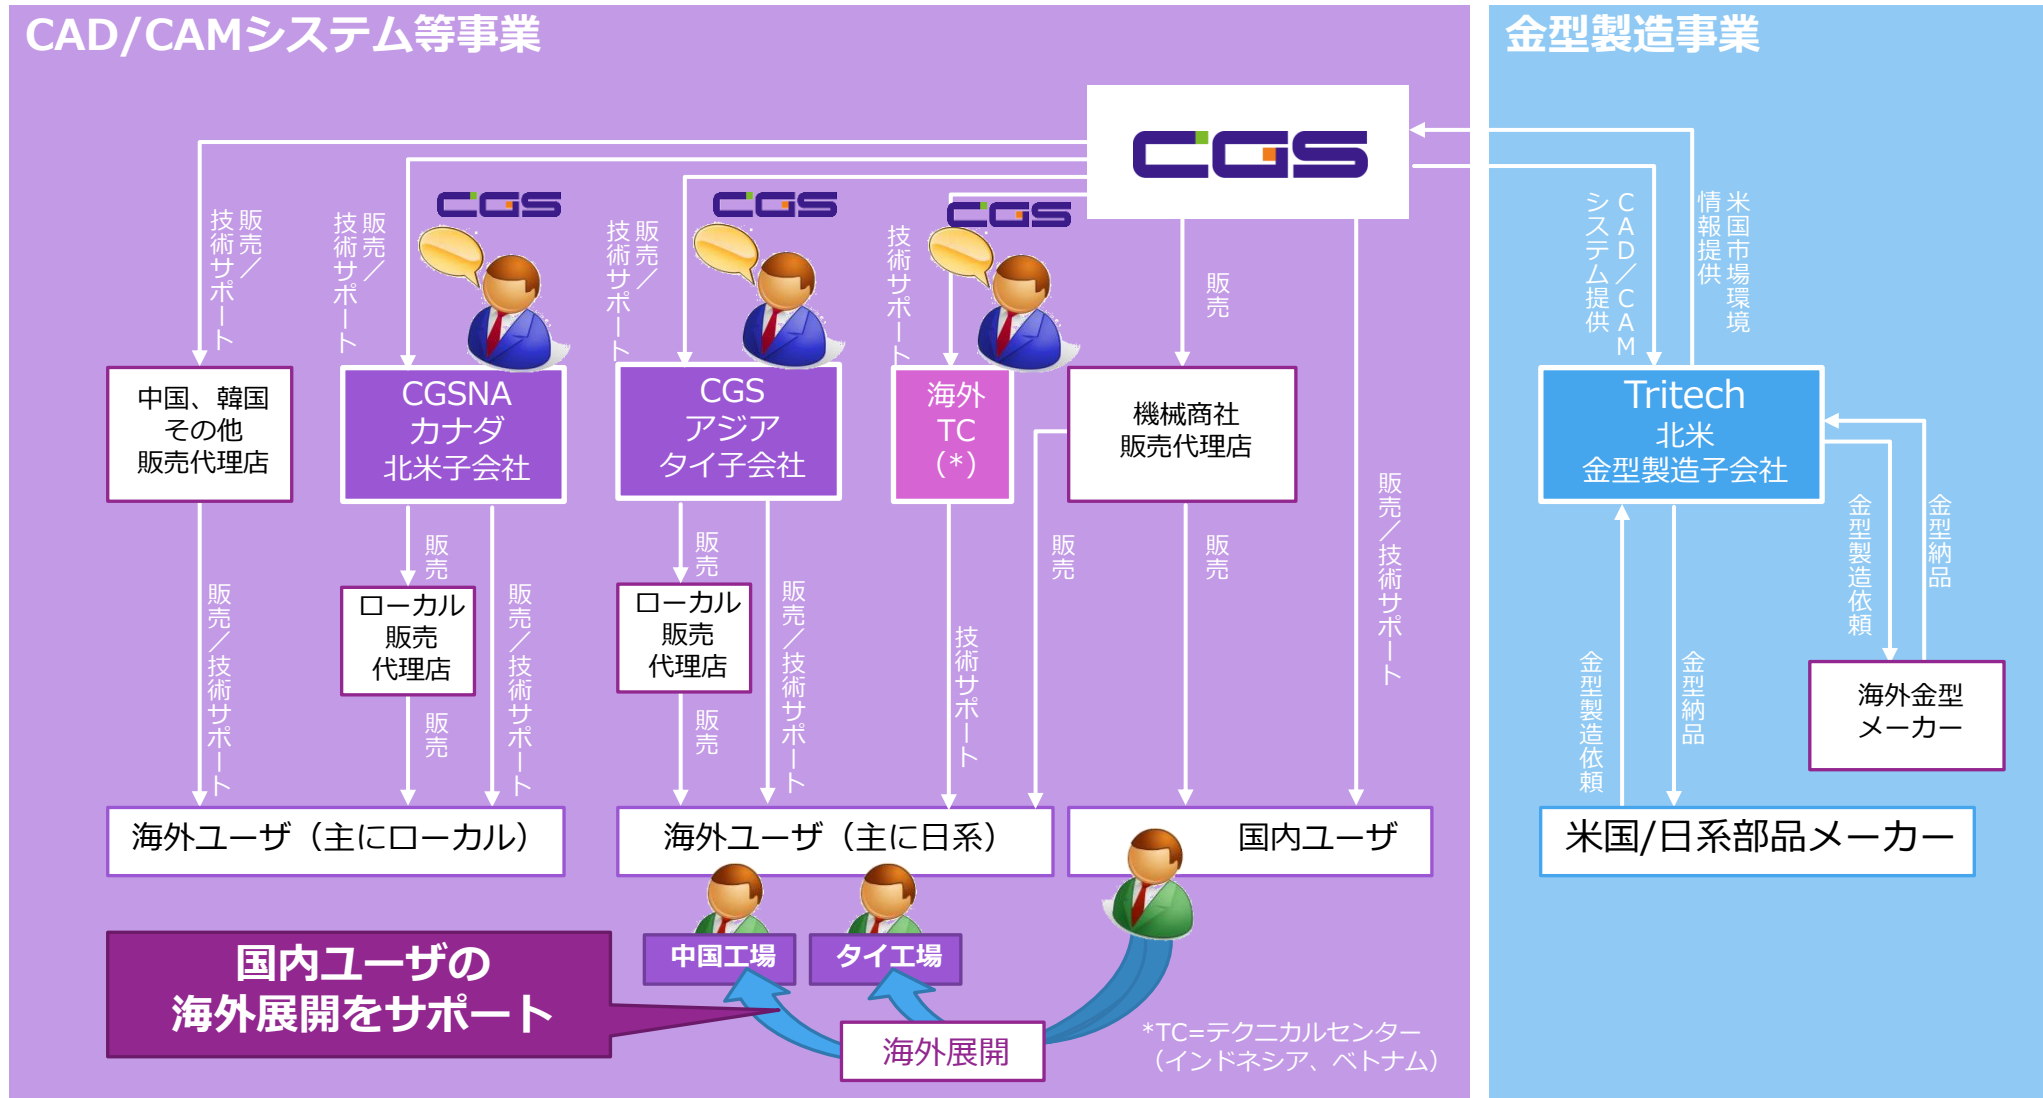 CAD/CAMシステム等事業
金型製造事業
CGS
CGS
CGS
CGS
販売／
技術サポート
販売／
技術サポート
販売／
技術サポート
技術サポート
販売
CAD／CAM
システム提供
米国市場環境
情報提供
中国、韓国
その他
販売代理店
CGSNA
カナダ
北米子会社
CGS
アジア
タイ子会社
海外
TC
（*）
機械商社
販売代理店
Tritech
北米
金型製造子会社
販売／技術サポート
販売
ローカル
販売
代理店
販売
販売／技術サポート
販売
ローカル
販売
代理店
販売
販売／技術サポート
技術サポート
販売
販売
販売／技術サポート
金型製造依頼
金型納品
金型製造依頼
金型納品
海外金型
メーカー
海外ユーザ（主にローカル）
海外ユーザ（主に日系）
国内ユーザ
米国/日系部品メーカー
中国工場
タイ工場
国内ユーザの
海外展開をサポート
海外展開
*TC=テクニカルセンター
（インドネシア、ベトナム）